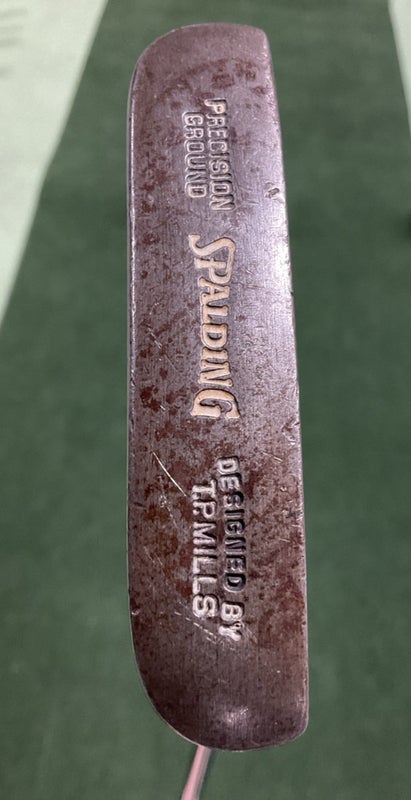 PRECISION
GROUND
SPALDING
DESIGNED BY
T.P. MILLS